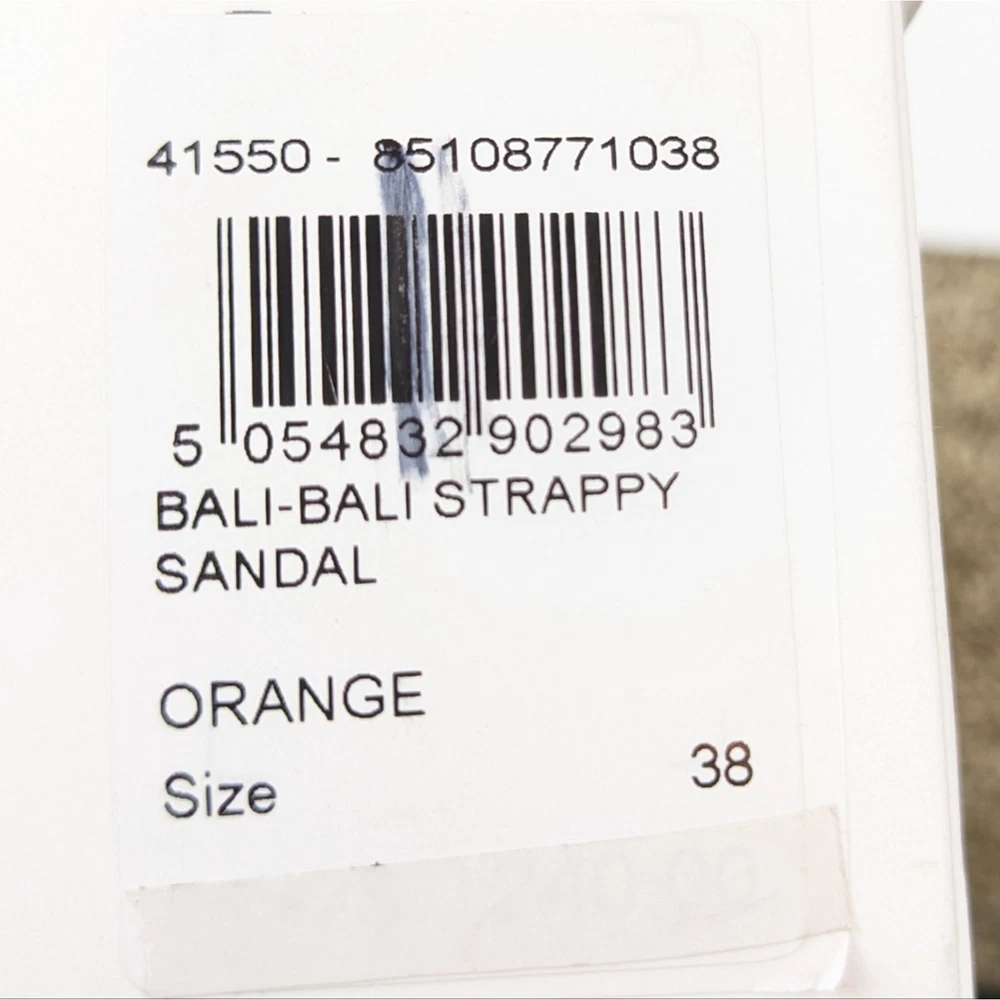 41550 - 85108771038
5 054832 902983
BALI-BALI STRAPPY
SANDAL
ORANGE
Size 38